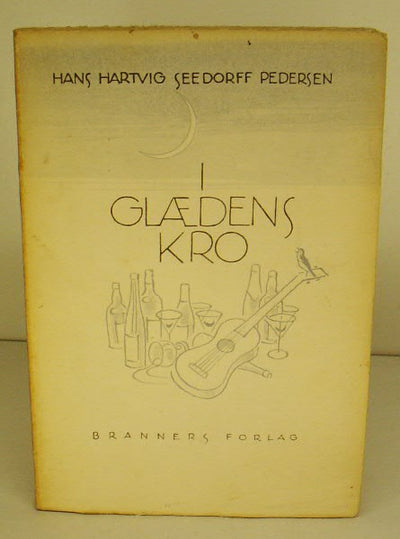 HANS HARTVIG SEEDORFF PEDERSEN
I
GLÆDENS
KRO
BRANNERS FORLAG